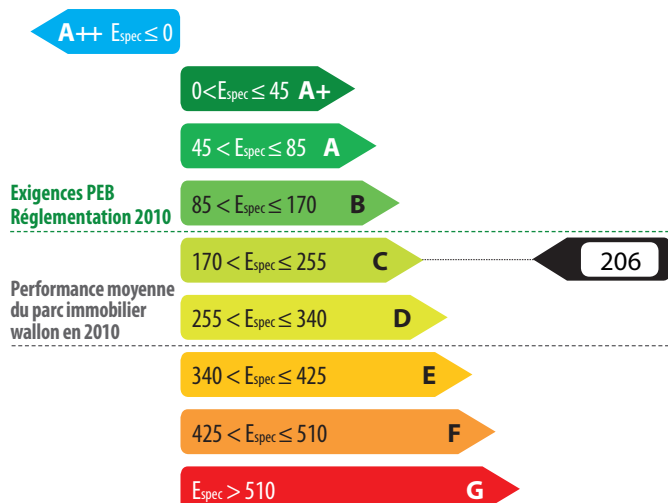 A++ Espec ≤ 0
0<Espec ≤ 45 A+
45 < Espec ≤ 85 A
Exigences PEB
Réglementation 2010
85 < Espec ≤ 170 B
170 < Espec ≤ 255 C
206
Performance moyenne
du parc immobilier
wallon en 2010
255 < Espec ≤ 340 D
340 < Espec ≤ 425 E
425 < Espec ≤ 510 F
Espec > 510 G